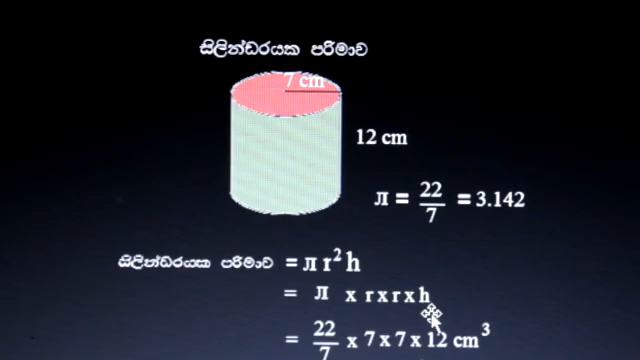 සිලින්ඩරයක පරිමාව
7 cm
12 cm
л = 22/7 = 3.142
සිලින්ඩරයක පරිමාව = л r² h
= л x r x r x h
= 22/7 x 7 x 7 x 12 cm³